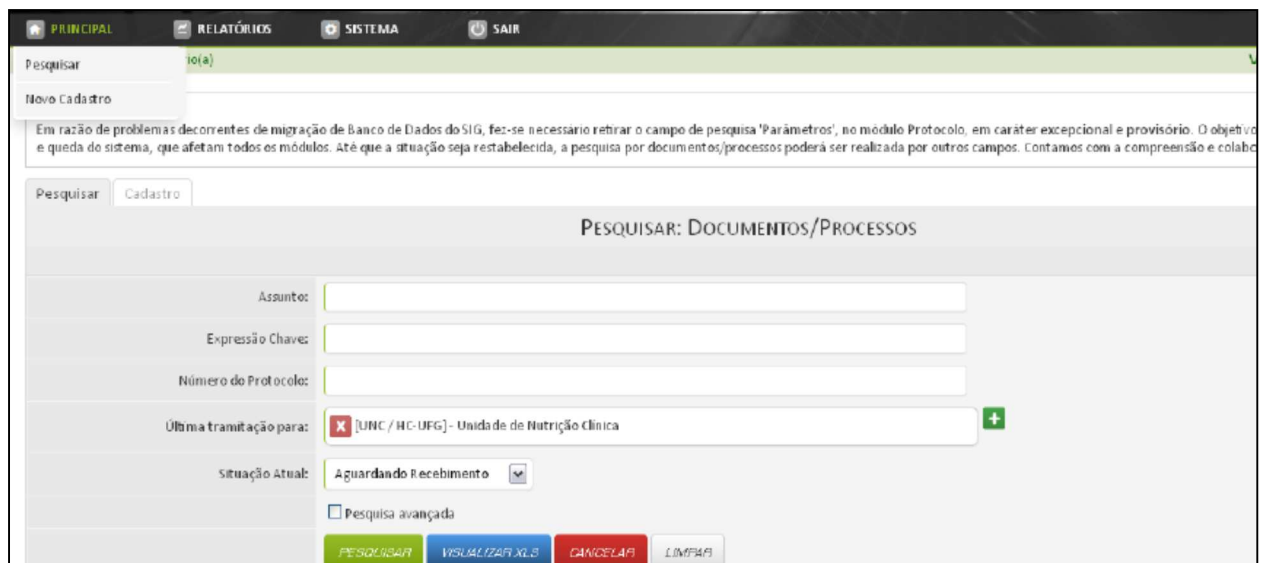 PRINCIPAL RELATÓRIOS SISTEMA SAIR
Pesquisar
Novo Cadastro
Em razão de problemas decorrentes de migração de Banco de Dados do SIG, fez-se necessário retirar o campo de pesquisa 'Parâmetros', no módulo Protocolo, em caráter excepcional e provisório. O objetivo
e queda do sistema, que afetam todos os módulos. Até que a situação seja restabelecida, a pesquisa por documentos/processos poderá ser realizada por outros campos. Contamos com a compreensão e colabo
Pesquisar Cadastro
PESQUISAR: DOCUMENTOS/PROCESSOS
Assunto:
Expressão Chave:
Número do Protocolo:
Última tramitação para: X [UNC / HC-UFG] - Unidade de Nutrição Clínica +
Situação Atual: Aguardando Recebimento
Pesquisa avançada
PESQUISAR VISUALIZAR XLS CANCELAR LIMPAR